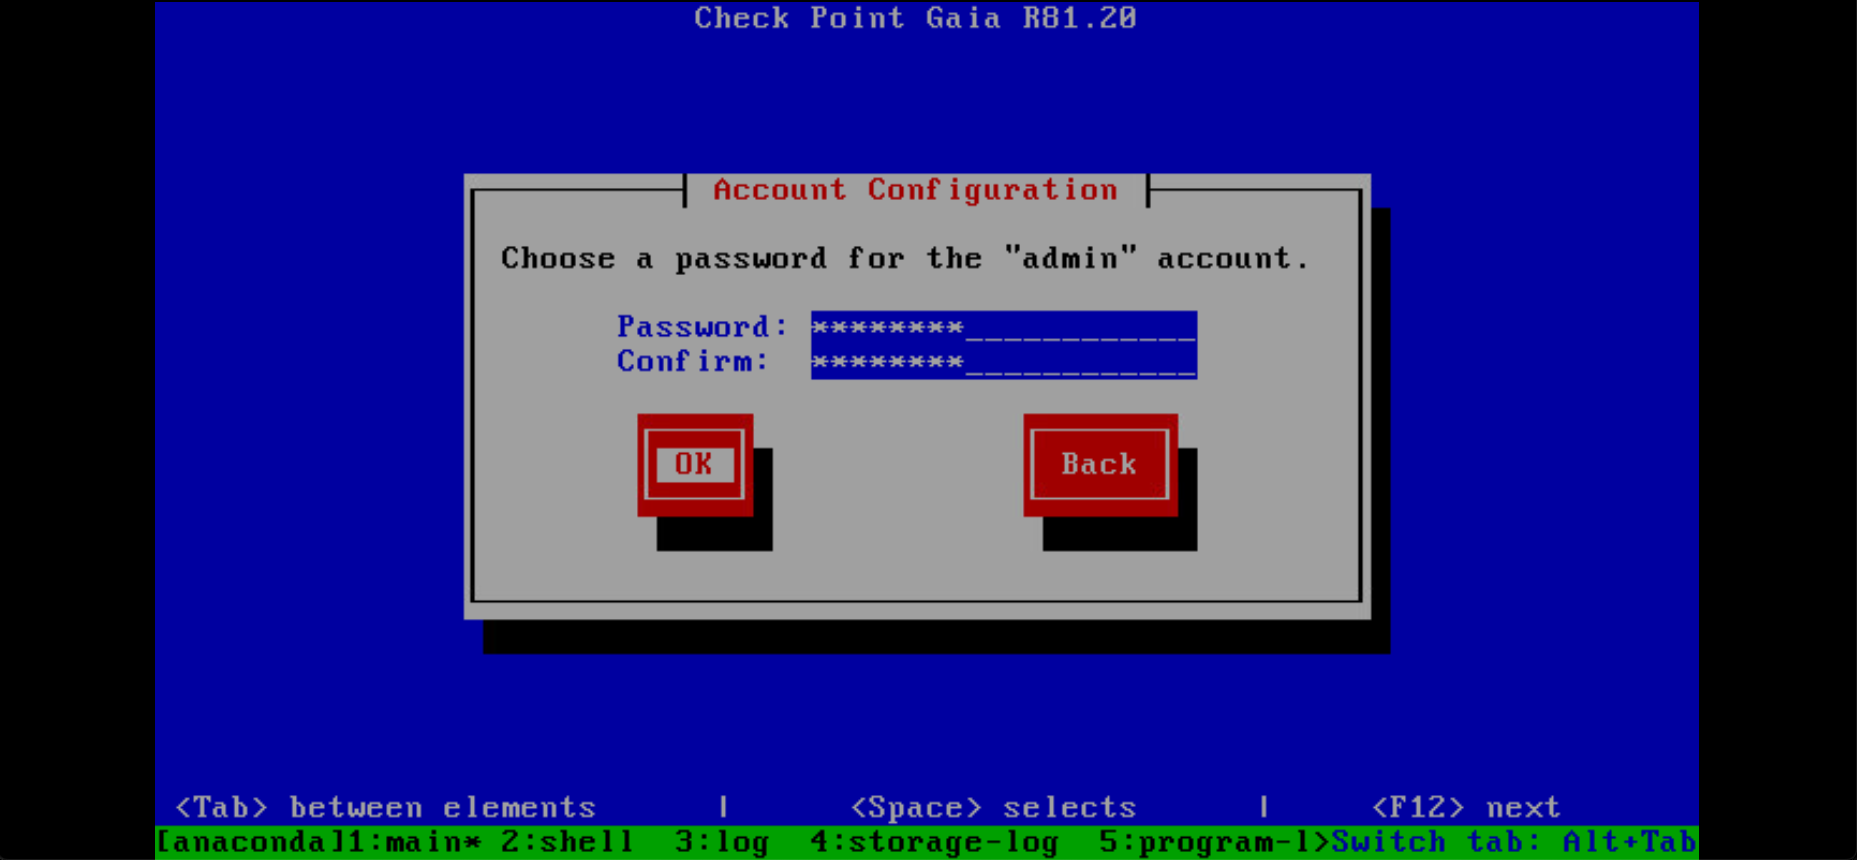 Check Point Gaia R81.20
Account Configuration
Choose a password for the "admin" account.
Password: ********____________
Confirm: ********____________
OK Back
<Tab> between elements | <Space> selects | <F12> next
[anaconda]1:main* 2:shell 3:log 4:storage-log 5:program-l>Switch tab: Alt+Tab